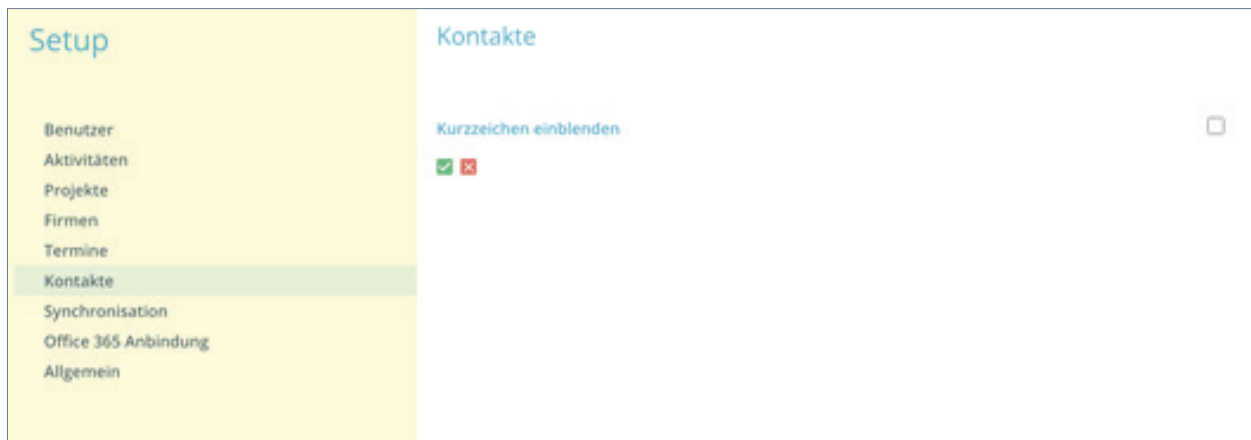 Setup
Benutzer
Aktivitäten
Projekte
Firmen
Termine
Kontakte
Synchronisation
Office 365 Anbindung
Allgemein
Kontakte
Kurzzeichen einblenden